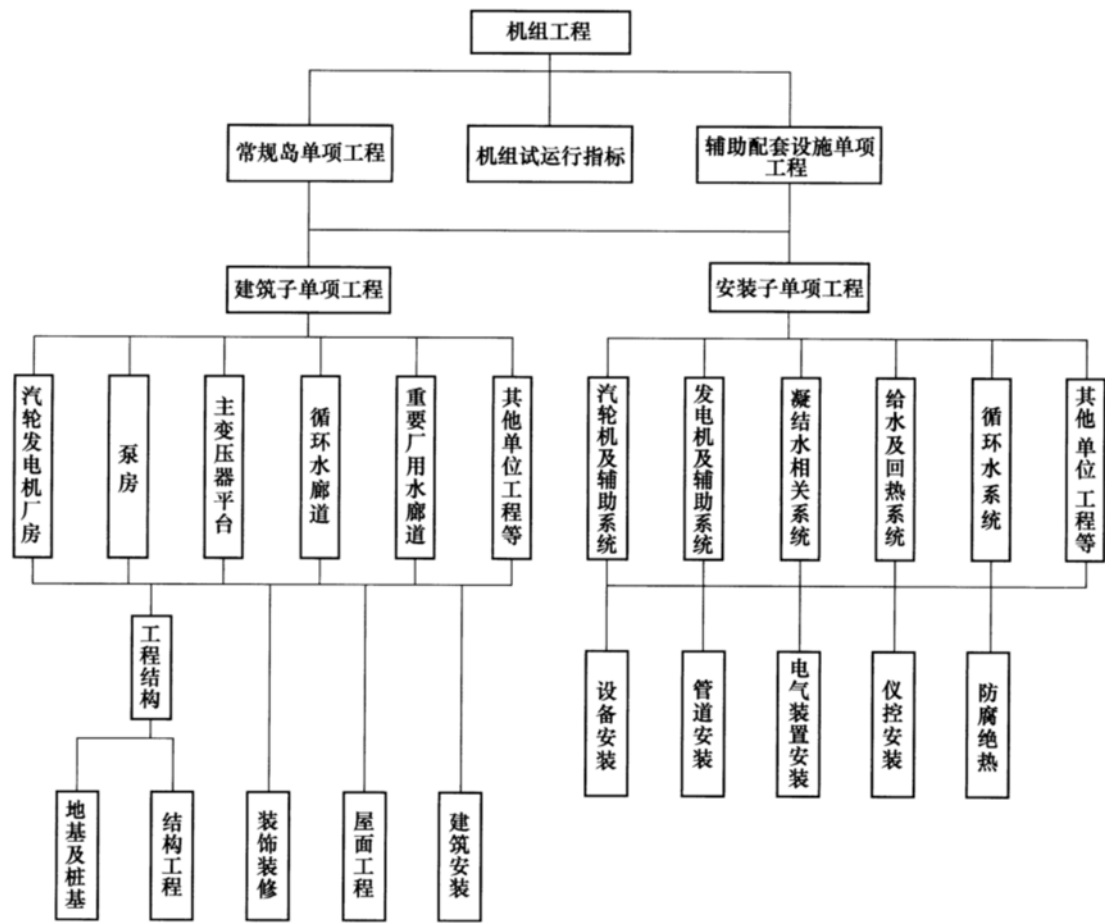 机组工程
常规岛单项工程
机组试运行指标
辅助配套设施单项
工程
建筑子单项工程
安装子单项工程
汽轮发电机厂房
泵房
主变压器平台
循环水廊道
重要厂用水廊道
其他单位工程等
汽轮机及辅助系统
发电机及辅助系统
凝结水相关系统
给水及回热系统
循环水系统
其他单位工程等
工程结构
设备安装
管道安装
电气装置安装
仪控安装
防腐绝热
地基及桩基
结构工程
装饰装修
屋面工程
建筑安装